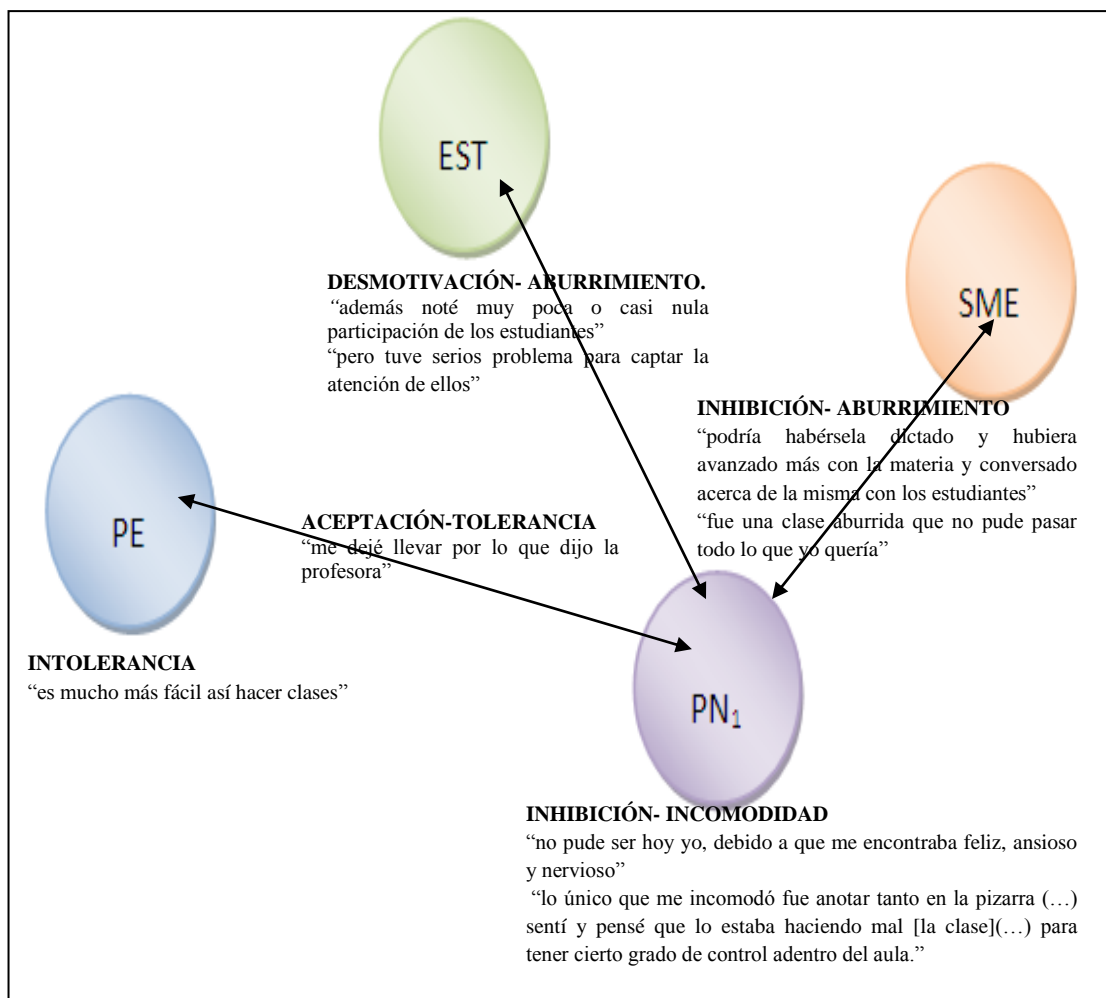 EST
SME
DESMOTIVACIÓN- ABURRIMIENTO.
“además noté muy poca o casi nula
participación de los estudiantes”
“pero tuve serios problema para captar la
atención de ellos”
INHIBICIÓN- ABURRIMIENTO
“podría habérsela dictado y hubiera
avanzado más con la materia y conversado
acerca de la misma con los estudiantes”
“fue una clase aburrida que no pude pasar
todo lo que yo quería”
PE
ACEPTACIÓN-TOLERANCIA
“me dejé llevar por lo que dijo la
profesora”
INTOLERANCIA
“es mucho más fácil así hacer clases”
PN₁
INHIBICIÓN- INCOMODIDAD
“no pude ser hoy yo, debido a que me encontraba feliz, ansioso
y nervioso”
“lo único que me incomodó fue anotar tanto en la pizarra (…)
sentí y pensé que lo estaba haciendo mal [la clase](…) para
tener cierto grado de control adentro del aula.”